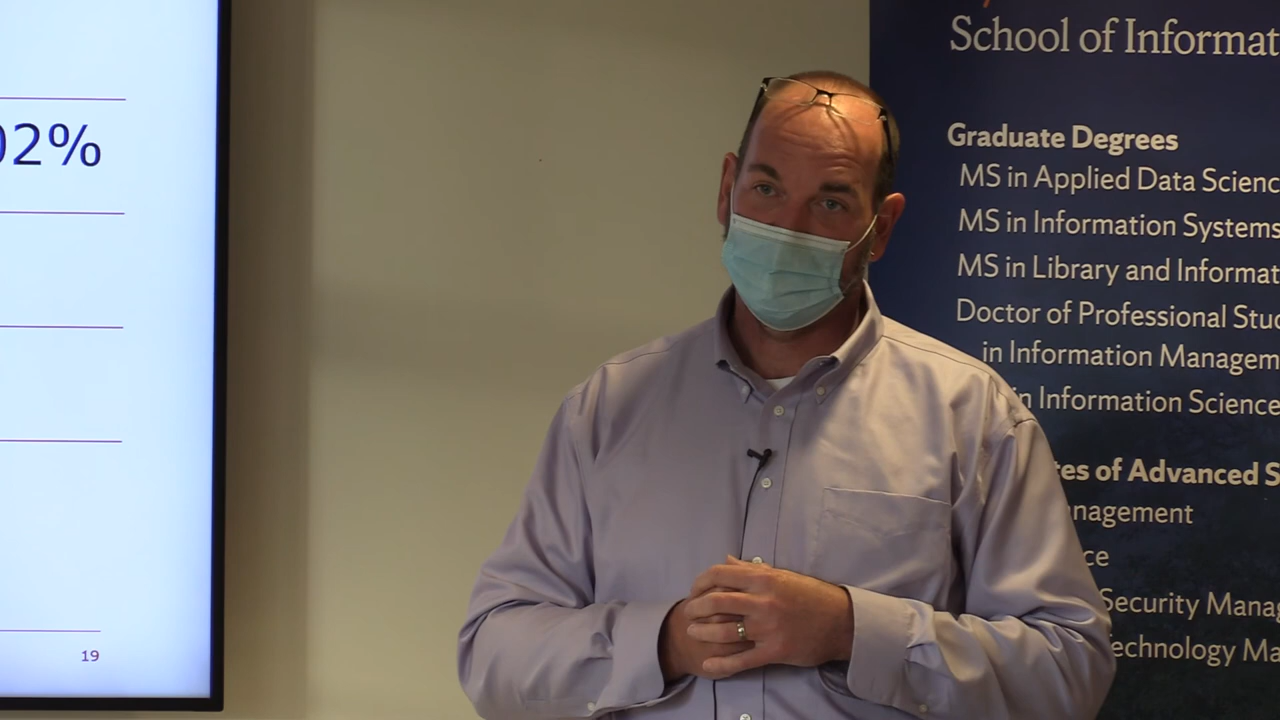 02%
19
School of Informat
Graduate Degrees
MS in Applied Data Scienc
MS in Information Systems
MS in Library and Informat
Doctor of Professional Stud
in Information Managem
in Information Science
tes of Advanced S
nagement
ce
Security Manag
echnology Ma